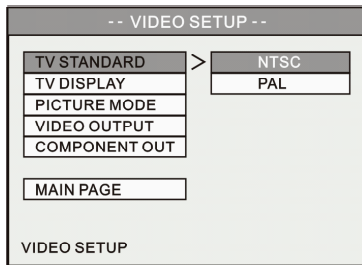 -- VIDEO SETUP --
TV STANDARD > NTSC
TV DISPLAY PAL
PICTURE MODE
VIDEO OUTPUT
COMPONENT OUT
MAIN PAGE
VIDEO SETUP